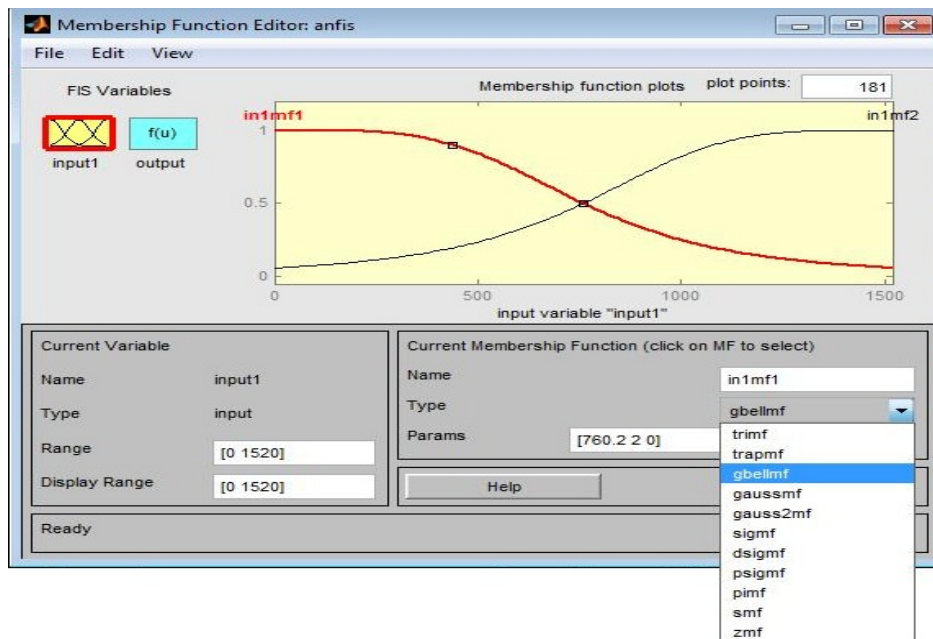 Membership Function Editor: anfis
File Edit View
FIS Variables
f(u)
input1 output
Membership function plots plot points: 181
in1mf1 in1mf2
1
0.5
0
0 500 1000 1500
input variable "input1"
Current Variable
Name input1
Type input
Range [0 1520]
Display Range [0 1520]
Current Membership Function (click on MF to select)
Name in1mf1
Type gbellmf
Params [760.2 2 0]
trimf
trapmf
gbellmf
gaussmf
gauss2mf
sigmf
dsigmf
psigmf
pimf
smf
zmf
Help
Ready